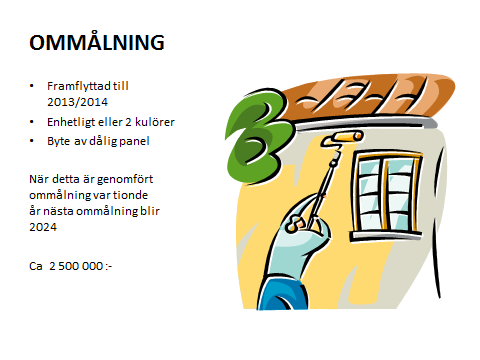 OMMÅLNING
• Framflyttad till
2013/2014
• Enhetligt eller 2 kulörer
• Byte av dålig panel
När detta är genomfört
ommålning var tionde
år nästa ommålning blir
2024
Ca 2 500 000 :-